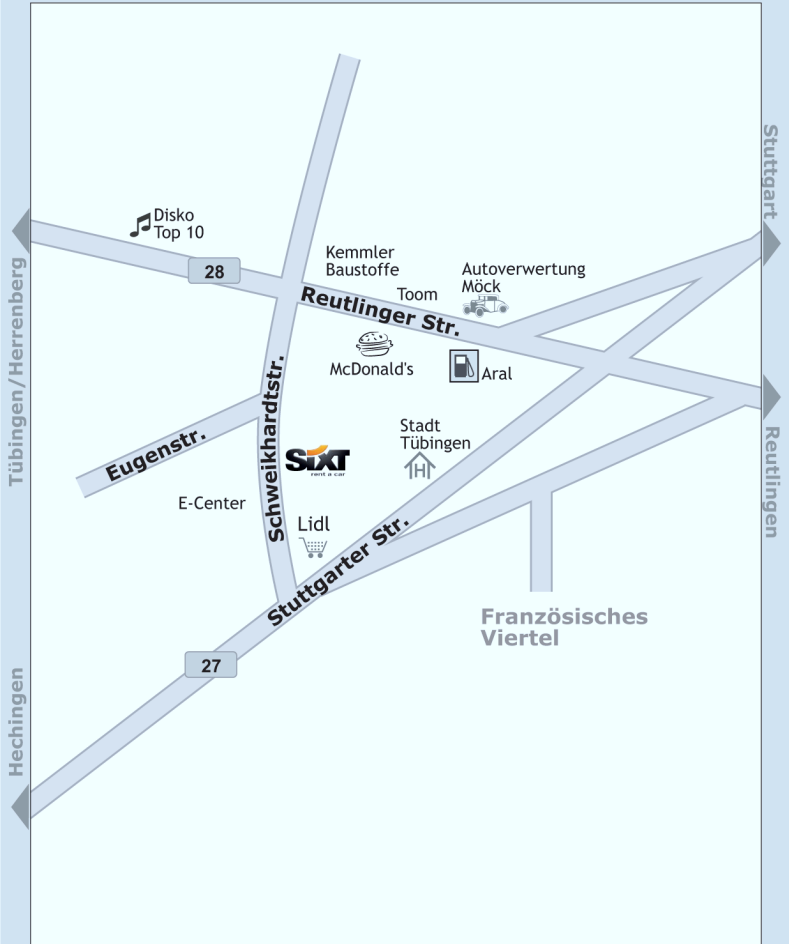 Stuttgart
Disko
Top 10
Kemmler
Baustoffe
28
Autoverwertung
Möck
Toom
Reutlinger Str.
Tübingen/Herrenberg
McDonald's
Aral
Schweikhardtstr.
Eugenstr.
Stadt
Tübingen
H
SIXT
rent a car
Reutlingen
E-Center
Lidl
Stuttgarter Str.
Französisches
Viertel
27
Hechingen